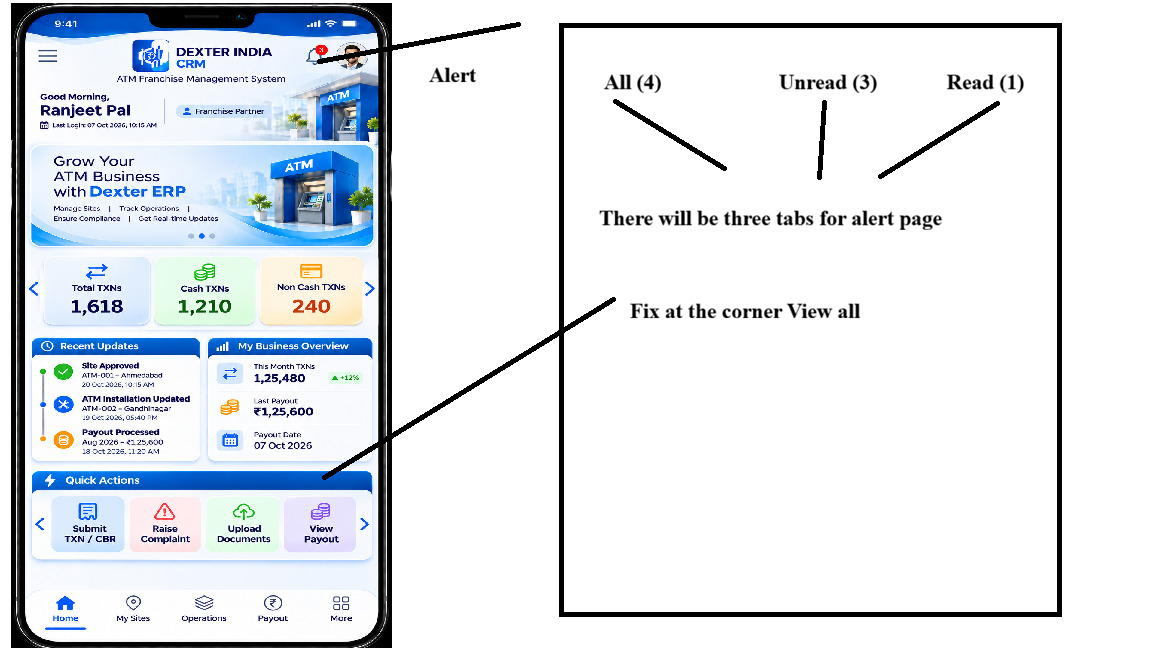 9:41
DEXTER INDIA
CRM
3
ATM Franchise Management System
Good Morning,
Ranjeet Pal
Last Login: 07 Oct 2026, 10:15 AM
Franchise Partner
ATM
Grow Your
ATM Business
with Dexter ERP
Manage Sites | Track Operations |
Ensure Compliance | Get Real-time Updates
ATM
Total TXNs
1,618
Cash TXNs
1,210
Non Cash TXNs
240
Recent Updates
Site Approved
ATM-001 – Ahmedabad
20 Oct 2026, 10:15 AM
ATM Installation Updated
ATM-002 – Gandhinagar
19 Oct 2026, 05:40 PM
Payout Processed
Aug 2026 – ₹1,25,600
18 Oct 2026, 11:20 AM
My Business Overview
This Month TXNs
1,25,480
▲ +12%
Last Payout
₹1,25,600
Payout Date
07 Oct 2026
Quick Actions
Submit
TXN / CBR
Raise
Complaint
Upload
Documents
View
Payout
Home
My Sites
Operations
Payout
More
Alert
All (4)
Unread (3)
Read (1)
There will be three tabs for alert page
Fix at the corner View all